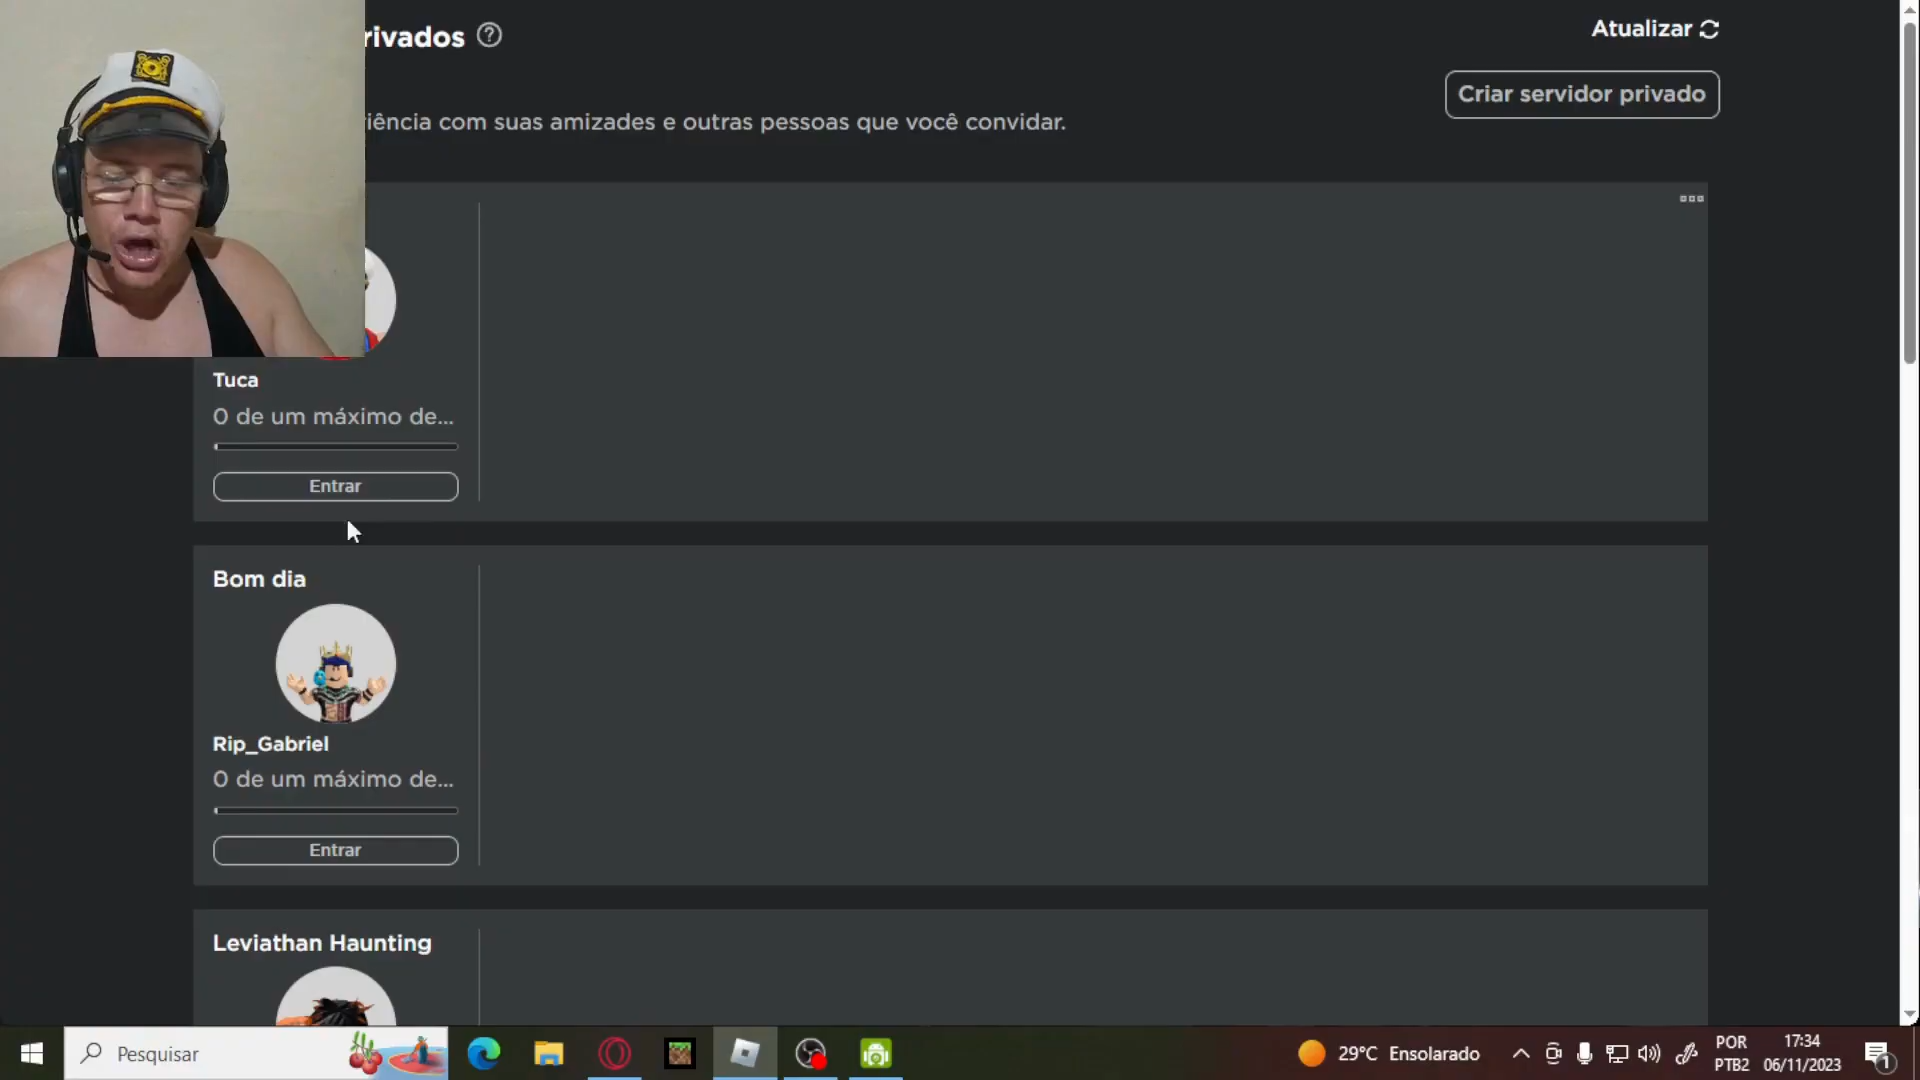 rivados
Atualizar
Criar servidor privado
iência com suas amizades e outras pessoas que você convidar.
Tuca
0 de um máximo de...
Entrar
Bom dia
Rip_Gabriel
0 de um máximo de...
Entrar
Leviathan Haunting
Pesquisar
29°C Ensolarado
POR
PTB2
17:34
06/11/2023
1